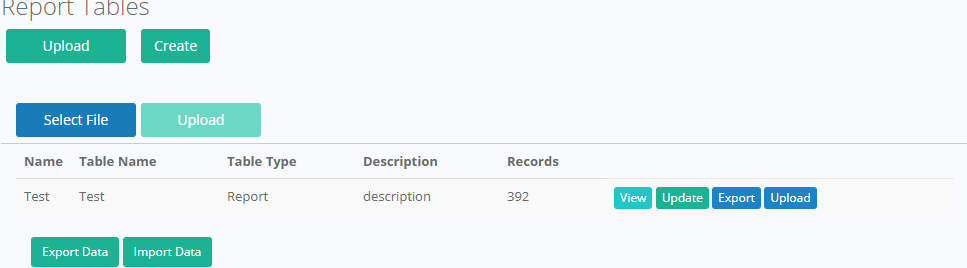 Report Tables
Upload Create
Select File Upload
Name Table Name Table Type Description Records
Test Test Report description 392 View Update Export Upload
Export Data Import Data